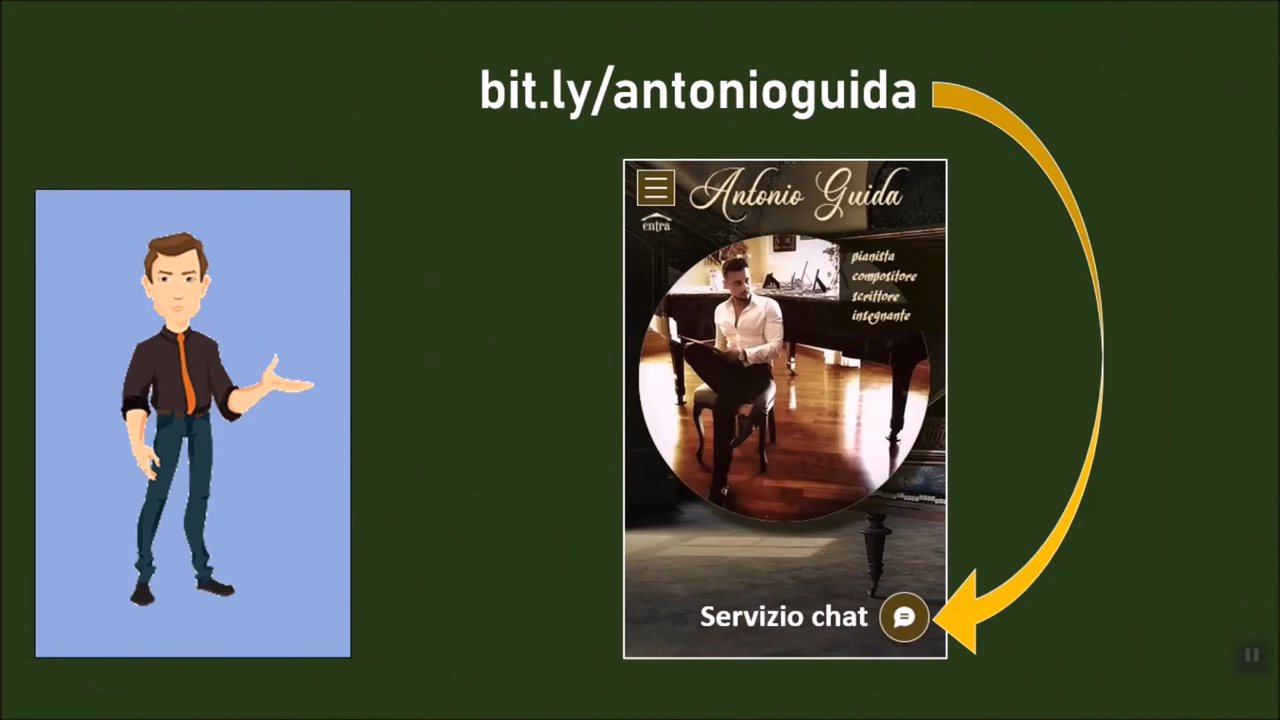 bit.ly/antonioguida
Antonio Guida
entra
pianista
compositore
scrittore
insegnante
Servizio chat